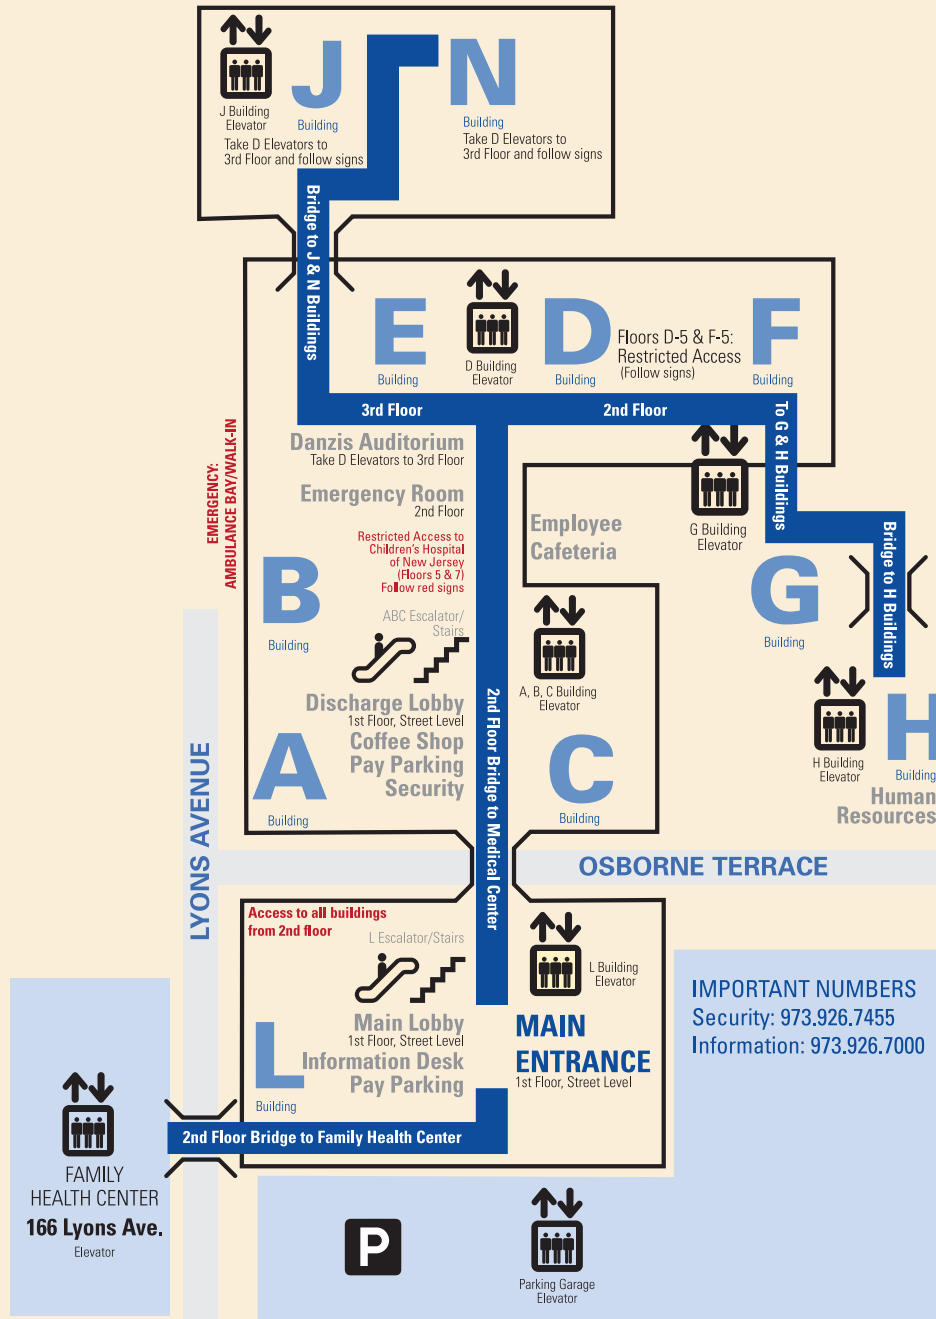 J
Building
J Building
Elevator
Take D Elevators to
3rd Floor and follow signs
N
Building
Take D Elevators to
3rd Floor and follow signs
Bridge to J & N Buildings
E
Building
D Building
Elevator
D
Building
Floors D-5 & F-5:
Restricted Access
(Follow signs)
F
Building
3rd Floor
2nd Floor
To G & H Buildings
EMERGENCY:
AMBULANCE BAY/WALK-IN
Danzis Auditorium
Take D Elevators to 3rd Floor
Emergency Room
2nd Floor
Restricted Access to
Children's Hospital
of New Jersey
(Floors 5 & 7)
Follow red signs
Employee
Cafeteria
G Building
Elevator
Bridge to H Buildings
B
Building
G
Building
ABC Escalator/
Stairs
A, B, C Building
Elevator
Discharge Lobby
1st Floor, Street Level
Coffee Shop
Pay Parking
Security
A
Building
C
Building
H Building
Elevator
H
Building
Human
Resources
2nd Floor Bridge to Medical Center
LYONS AVENUE
OSBORNE TERRACE
Access to all buildings
from 2nd floor
L Escalator/Stairs
L Building
Elevator
Main Lobby
1st Floor, Street Level
Information Desk
Pay Parking
MAIN
ENTRANCE
1st Floor, Street Level
L
Building
IMPORTANT NUMBERS
Security: 973.926.7455
Information: 973.926.7000
2nd Floor Bridge to Family Health Center
FAMILY
HEALTH CENTER
166 Lyons Ave.
Elevator
P
Parking Garage
Elevator